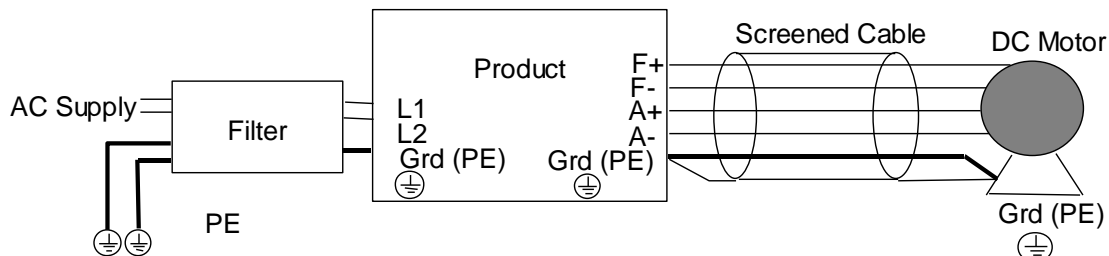 Screened Cable
DC Motor
Product
F+
F-
A+
A-
AC Supply
Filter
L1
L2
Grd (PE)
Grd (PE)
PE
Grd (PE)